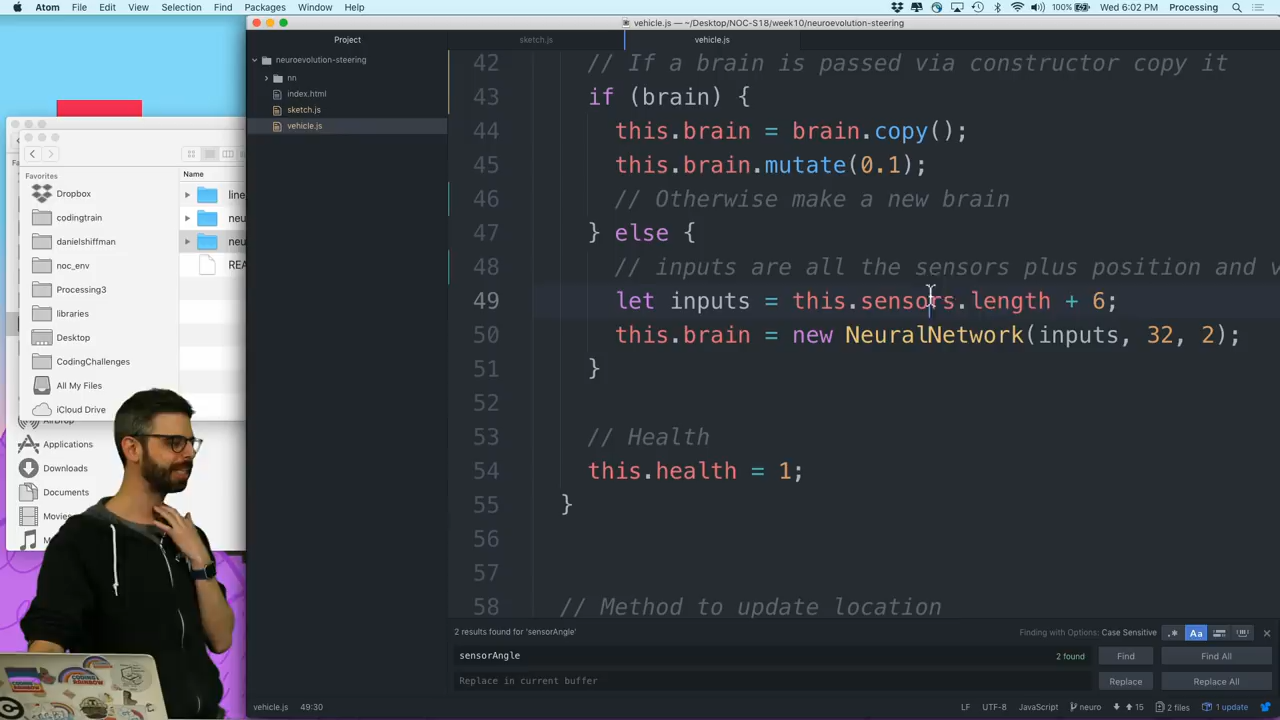 Atom File Edit View Selection Find Packages Window Help
100% Wed 6:02 PM Processing
vehicle.js — ~/Desktop/NOC-S18/week10/neuroevolution-steering
Project
sketch.js
vehicle.js
neuroevolution-steering
nn
index.html
sketch.js
vehicle.js
Favorites
Name
Dropbox
codingtrain
danielshiffman
noc_env
Processing3
libraries
Desktop
CodingChallenges
All My Files
iCloud Drive
Applications
Downloads
Documents
line
neu
neu
REA
42 // If a brain is passed via constructor copy it
43 if (brain) {
44 this.brain = brain.copy();
45 this.brain.mutate(0.1);
46 // Otherwise make a new brain
47 } else {
48 // inputs are all the sensors plus position and v
49 let inputs = this.sensors.length + 6;
50 this.brain = new NeuralNetwork(inputs, 32, 2);
51 }
52
53 // Health
54 this.health = 1;
55 }
56
57
58 // Method to update location
2 results found for 'sensorAngle'
Finding with Options: Case Sensitive
.* Aa
sensorAngle
2 found
Find
Find All
Replace in current buffer
Replace
Replace All
vehicle.js 49:30
LF UTF-8 JavaScript neuro 15 2 files 1 update